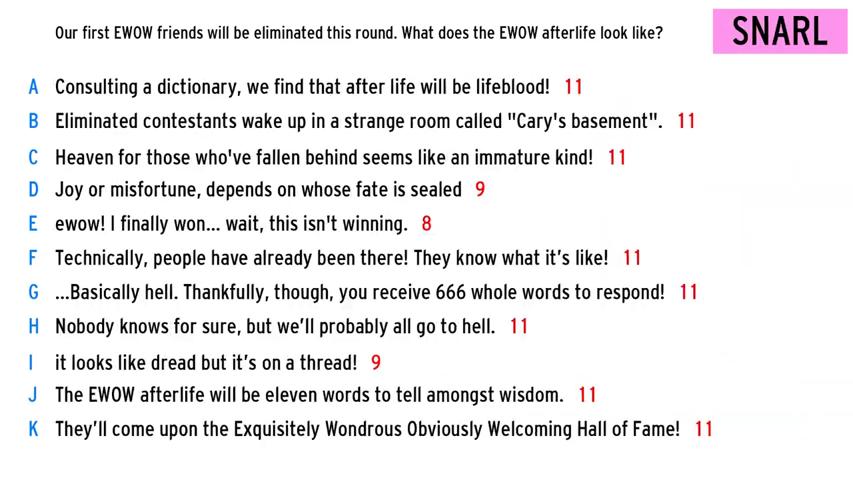 Our first EWOW friends will be eliminated this round. What does the EWOW afterlife look like?
SNARL
A Consulting a dictionary, we find that after life will be lifeblood! 11
B Eliminated contestants wake up in a strange room called "Cary's basement". 11
C Heaven for those who've fallen behind seems like an immature kind! 11
D Joy or misfortune, depends on whose fate is sealed 9
E ewow! I finally won... wait, this isn't winning. 8
F Technically, people have already been there! They know what it’s like! 11
G ...Basically hell. Thankfully, though, you receive 666 whole words to respond! 11
H Nobody knows for sure, but we’ll probably all go to hell. 11
I it looks like dread but it’s on a thread! 9
J The EWOW afterlife will be eleven words to tell amongst wisdom. 11
K They’ll come upon the Exquisitely Wondrous Obviously Welcoming Hall of Fame! 11